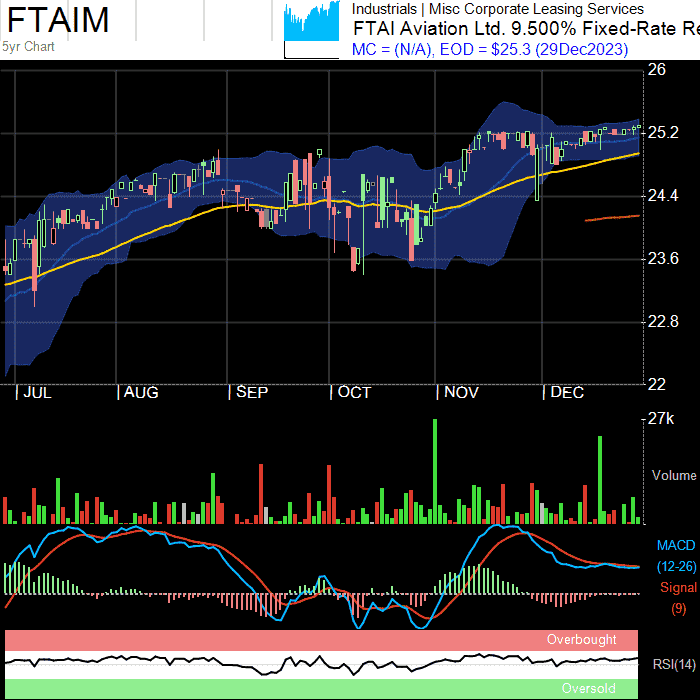 FTAIM
5yr Chart
Industrials | Misc Corporate Leasing Services
FTAI Aviation Ltd. 9.500% Fixed-Rate Re
MC = (N/A), EOD = $25.3 (29Dec2023)
26
25.2
24.4
23.6
22.8
22
| JUL | AUG | SEP | OCT | NOV | DEC
27k
Volume
MACD
(12-26)
Signal
(9)
Overbought
RSI(14)
Oversold